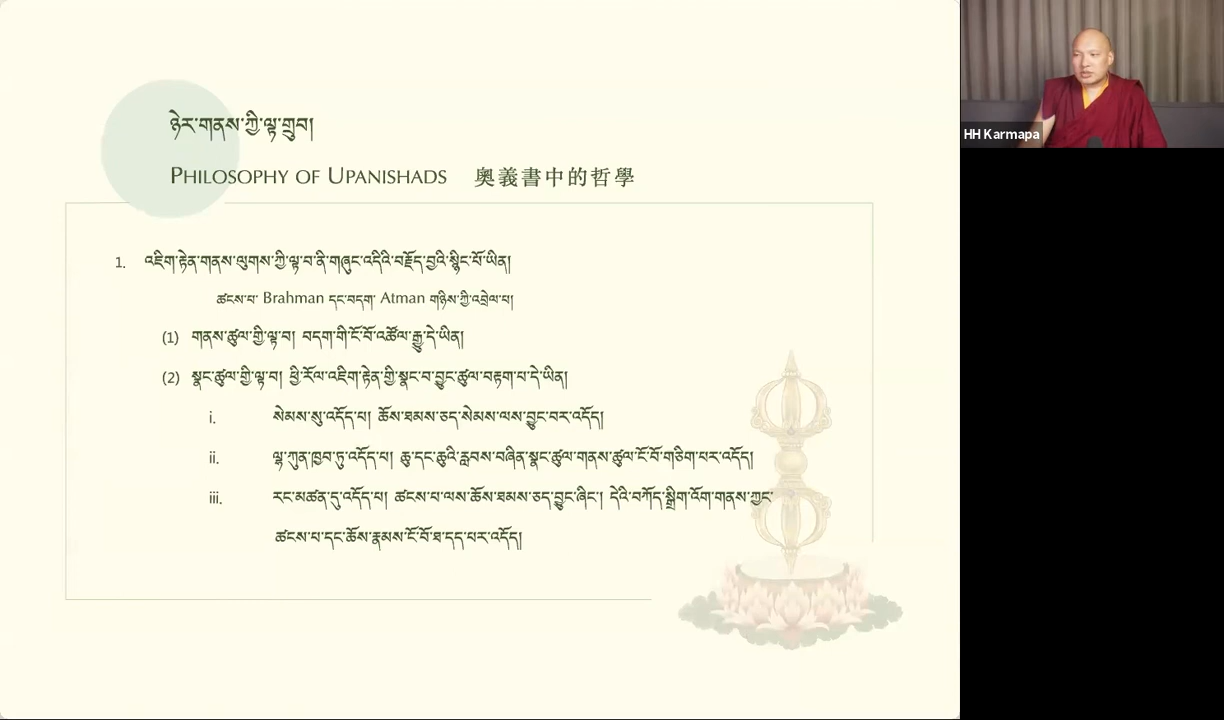 ཉེར་གནས་ཀྱི་ལྟ་གྲུབ།
PHILOSOPHY OF UPANISHADS 奧義書中的哲學
1. འཇིག་རྟེན་གནས་ལུགས་ཀྱི་ལྟ་བ་ནི་གཞུང་འདིའི་བརྗོད་བྱའི་སྙིང་པོ་ཡིན།
ཚངས་པ་ Brahman དང་བདག་ Atman གཉིས་ཀྱི་འབྲེལ་བ།
(1) གནས་ཚུལ་གྱི་ལྟ་བ། བདག་གི་ངོ་བོ་འཚོལ་རྒྱུ་དེ་ཡིན།
(2) སྣང་ཚུལ་གྱི་ལྟ་བ། ཕྱི་རོལ་འཇིག་རྟེན་གྱི་སྣང་བ་བྱུང་ཚུལ་བརྟག་པ་དེ་ཡིན།
i. སེམས་སུ་འདོད་པ། ཆོས་ཐམས་ཅད་སེམས་ལས་བྱུང་བར་འདོད།
ii. ལྷ་ཀུན་ཁྱབ་ཏུ་འདོད་པ། ཆུ་དང་ཆུའི་རླབས་བཞིན་སྣང་ཚུལ་གནས་ཚུལ་ངོ་བོ་གཅིག་པར་འདོད།
iii. རང་མཚན་དུ་འདོད་པ། ཚངས་པ་ལས་ཆོས་ཐམས་ཅད་བྱུང་ཞིང་། དེའི་བཀོད་སྒྲིག་འོག་གནས་ཀྱང་
ཚངས་པ་དང་ཆོས་རྣམས་ངོ་བོ་ཐ་དད་པར་འདོད།
HH Karmapa